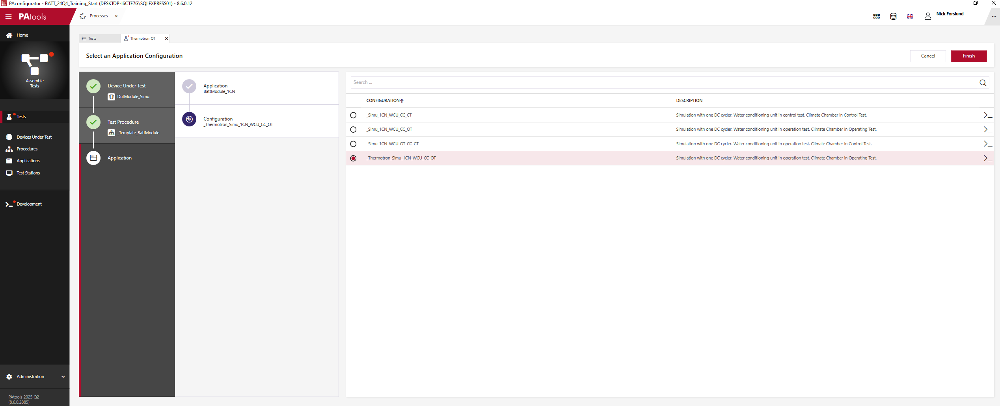 PAconfigurator - BATT_24Q4_Training_Start (DESKTOP-I6CTE7G\SQLEXPRESS01) - 8.6.0.12
PAtools
Processes
Nick Forslund
Home
Assemble
Tests
Tests
Devices Under Test
Procedures
Applications
Test Stations
Development
Administration
PAtools 2025 Q2
(8.6.0.2885)
Tests
Thermotron_OT
Select an Application Configuration
Cancel
Finish
Device Under Test
DutModule_Simu
Test Procedure
_Template_BattModule
Application
Application
BattModule_1CN
Configuration
_Thermotron_Simu_1CN_WCU_CC_OT
Search ...
CONFIGURATION DESCRIPTION
_Simu_1CN_WCU_CC_CT Simulation with one DC cycler. Water conditioning unit in control test. Climate Chamber in Control Test.
_Simu_1CN_WCU_CC_OT Simulation with one DC cycler. Water conditioning unit in operation test. Climate Chamber in Operating Test.
_Simu_1CN_WCU_OT_CC_CT Simulation with one DC cycler. Water conditioning unit in operation test. Climate Chamber in Control Test.
_Thermotron_Simu_1CN_WCU_CC_OT Simulation with one DC cycler. Water conditioning unit in operation test. Climate Chamber in Operating Test.